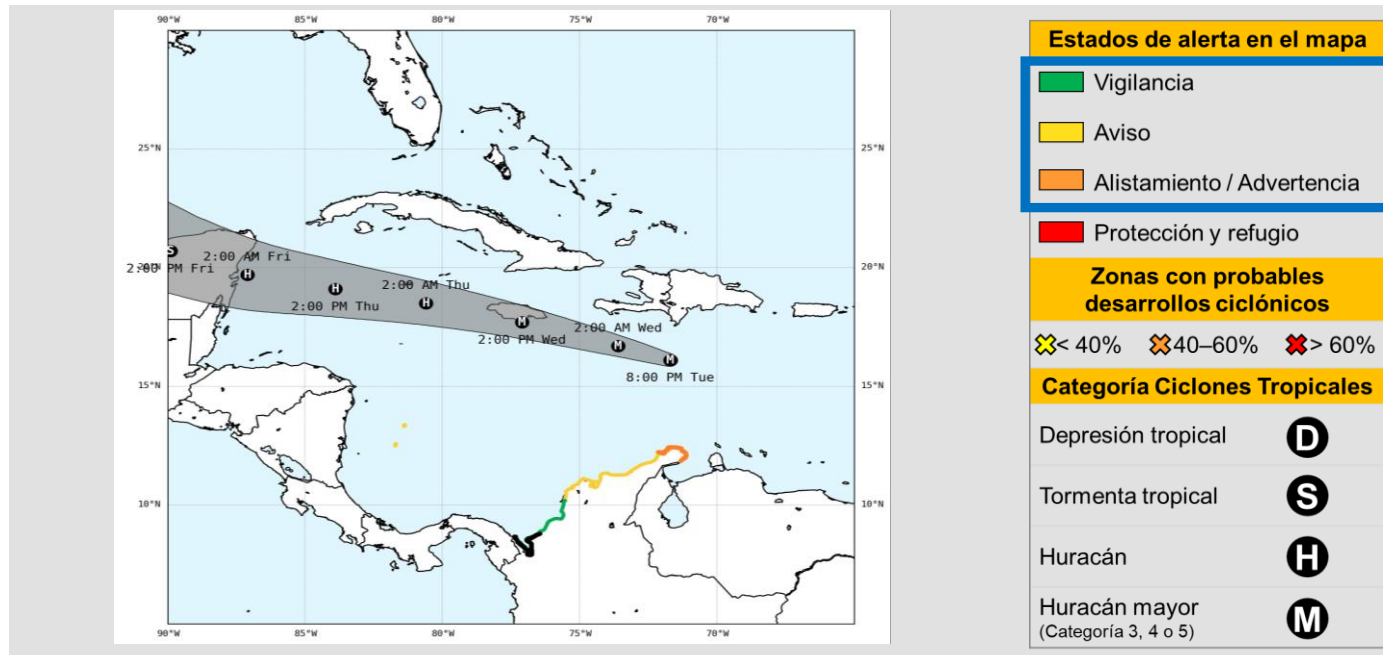 90°W 85°W 80°W 75°W 70°W
25°N 25°N
2:00 AM Fri
20°N 20°N
2:00 PM Fri
2:00 AM Thu
2:00 PM Thu
2:00 AM Wed
2:00 PM Wed
8:00 PM Tue
15°N 15°N
10°N 10°N
90°W 85°W 80°W 75°W 70°W
S
H
H
H
M
M
M
Estados de alerta en el mapa
Vigilancia
Aviso
Alistamiento / Advertencia
Protección y refugio
Zonas con probables
desarrollos ciclónicos
< 40% 40–60% > 60%
Categoría Ciclones Tropicales
Depresión tropical D
Tormenta tropical S
Huracán H
Huracán mayor M
(Categoría 3, 4 o 5)